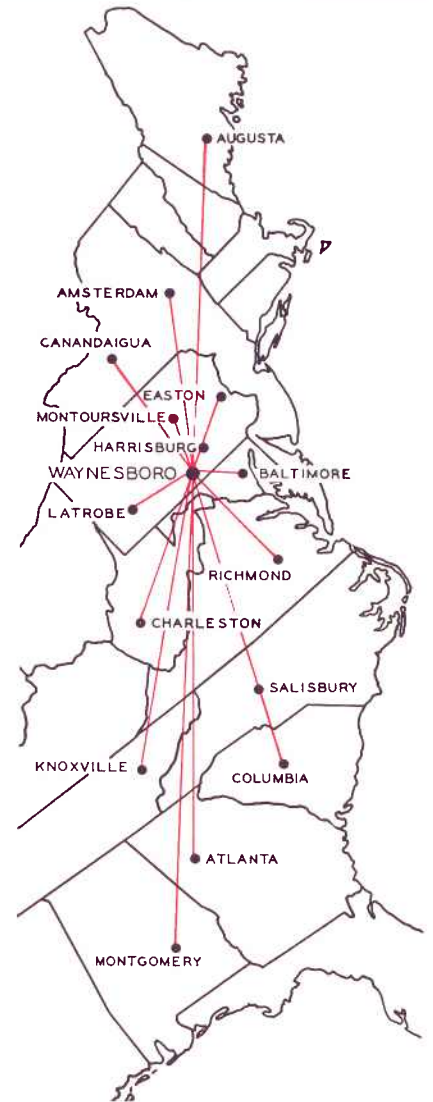 AUGUSTA
AMSTERDAM
CANANDAIGUA
EASTON
MONTOURSVILLE
HARRISBURG
WAYNESBORO
BALTIMORE
LATROBE
RICHMOND
CHARLESTON
SALISBURY
KNOXVILLE
COLUMBIA
ATLANTA
MONTGOMERY